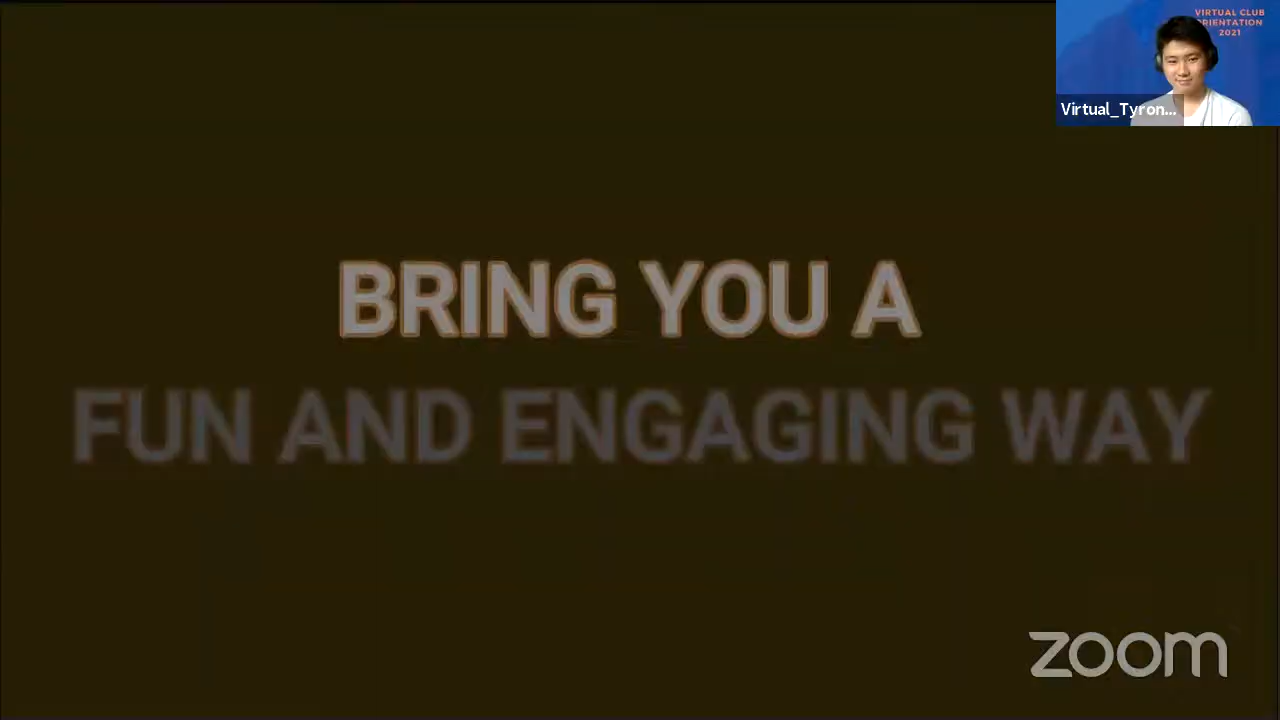 VIRTUAL CLUB
ORIENTATION
2021
Virtual_Tyron...
BRING YOU A
FUN AND ENGAGING WAY
zoom